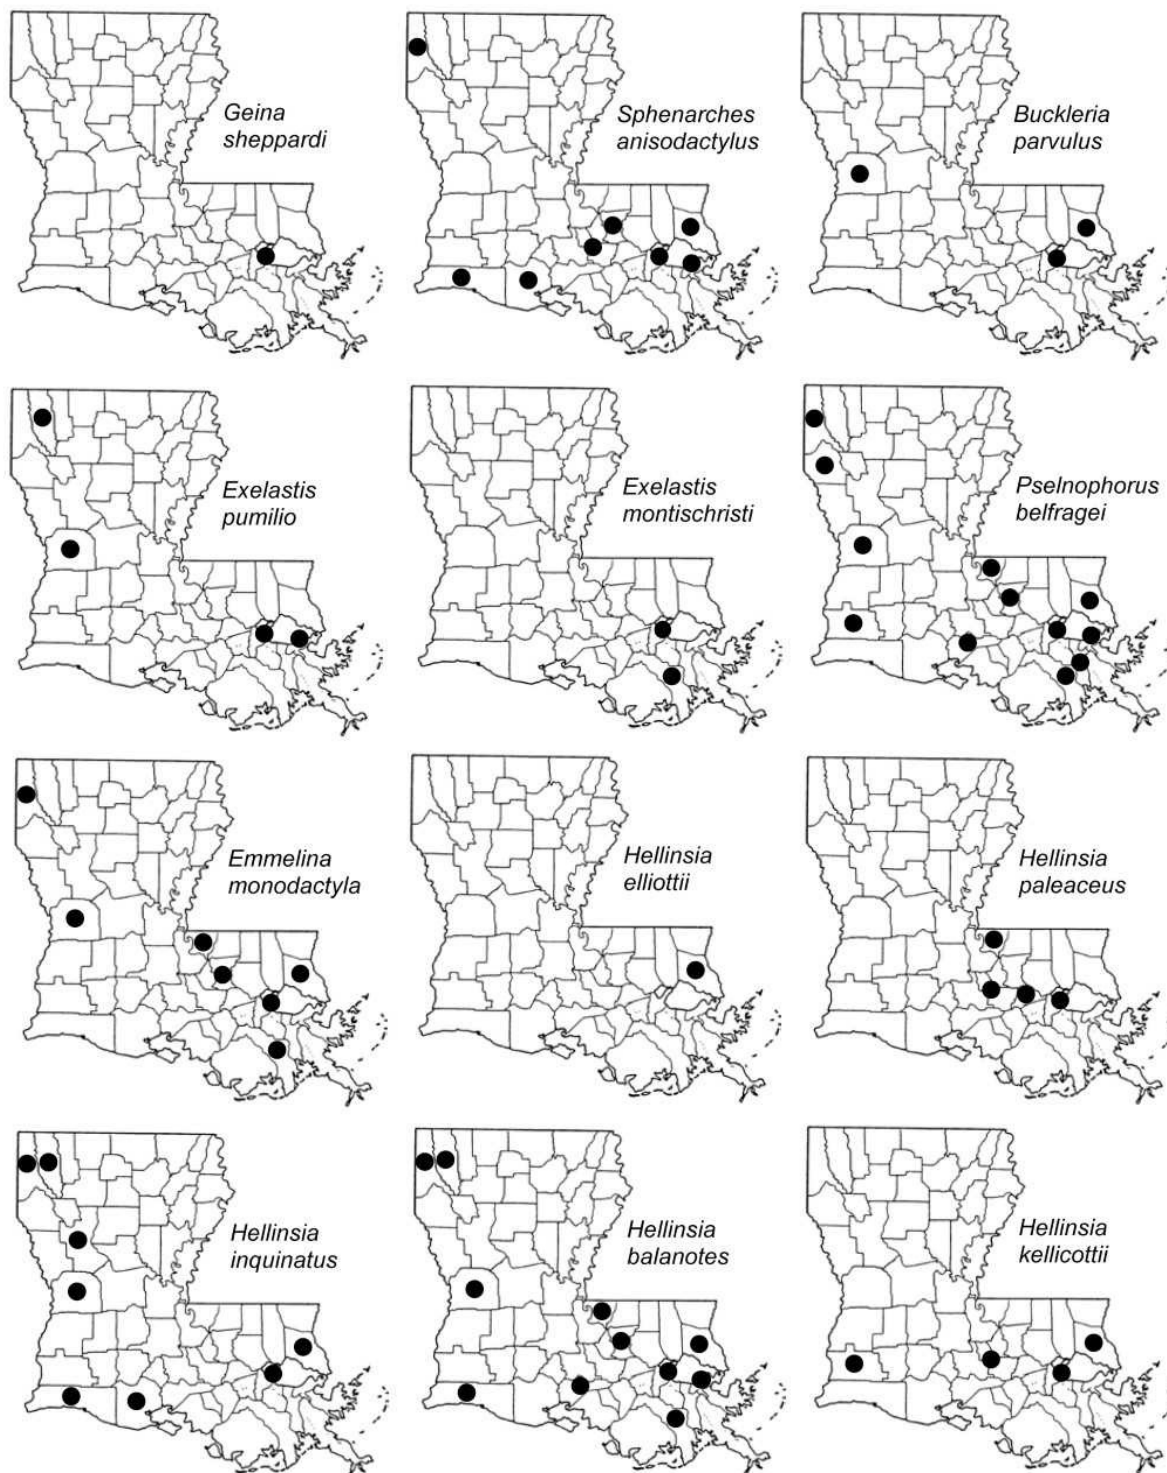 Geina
sheppardi
Sphenarches
anisodactylus
Buckleria
parvulus
Exelastis
pumilio
Exelastis
montischristi
Pselnophorus
belfragei
Emmelina
monodactyla
Hellinsia
elliottii
Hellinsia
paleaceus
Hellinsia
inquinatus
Hellinsia
balanotes
Hellinsia
kellicottii